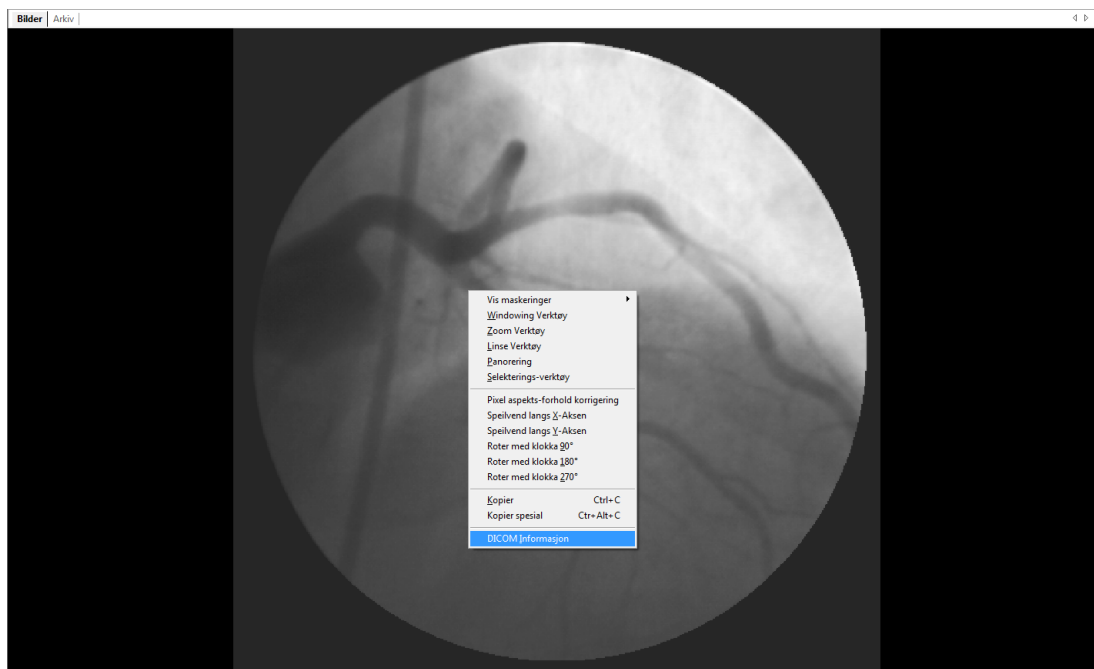 Bilder Arkiv
Vis maskeringer
Windowing Verktøy
Zoom Verktøy
Linse Verktøy
Panorering
Selekterings-verktøy
Pixel aspekts-forhold korrigering
Speilvend langs X-Aksen
Speilvend langs Y-Aksen
Roter med klokka 90°
Roter med klokka 180°
Roter med klokka 270°
Kopier Ctrl+C
Kopier spesial Ctr+Alt+C
DICOM Informasjon